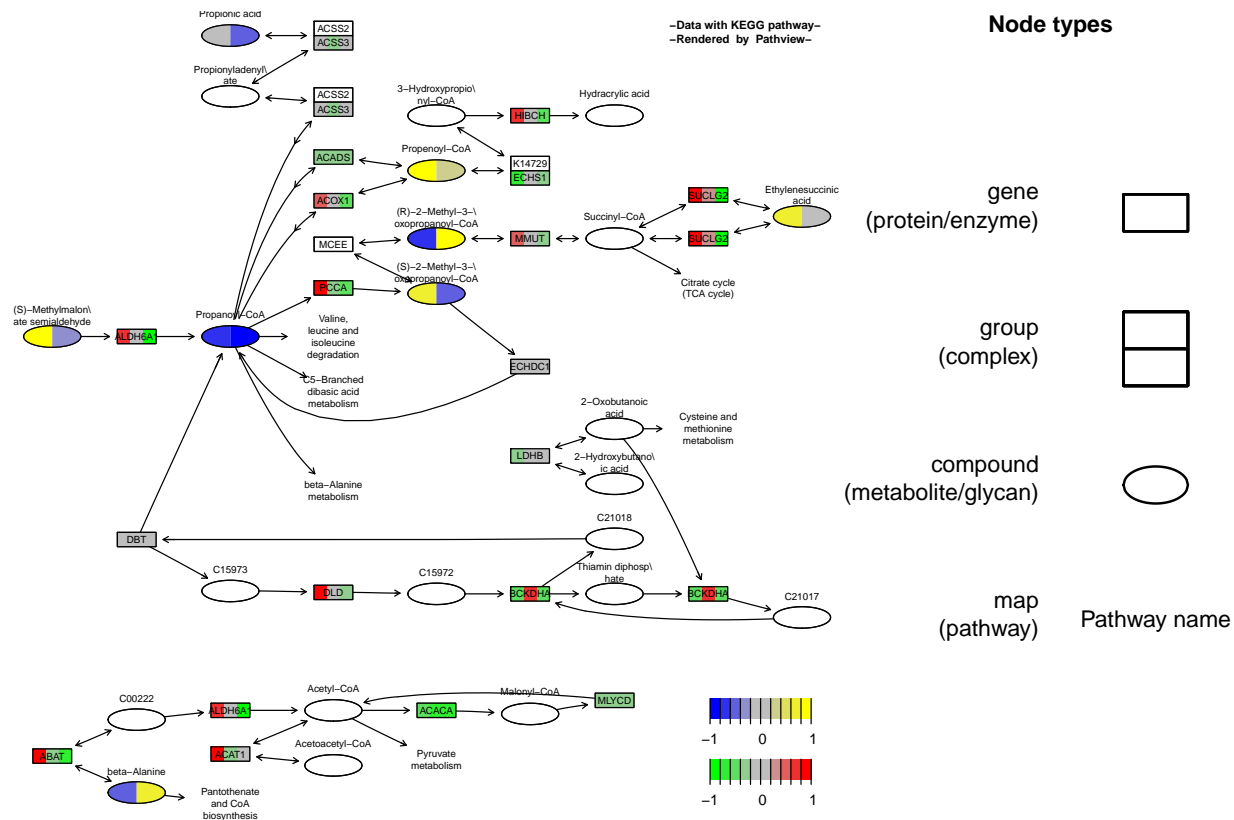 Propionic acid
ACSS2
ACSS3
−Data with KEGG pathway−
−Rendered by Pathview−
Node types
Propionyladenyl\
ate
ACSS2
ACSS3
3−Hydroxypropio\
nyl−CoA
HIBCH
Hydracrylic acid
ACADS
Propenoyl−CoA
K14729
ECHS1
ACOX1
SUCLG2
Ethylenesuccinic
acid
gene
(protein/enzyme)
(R)−2−Methyl−3−\
oxopropanoyl−CoA
Succinyl−CoA
MCEE
MMUT
SUCLG2
(S)−2−Methyl−3−\
oxopropanoyl−CoA
PCCA
Citrate cycle
(TCA cycle)
(S)−Methylmalon\
ate semialdehyde
ALDH6A1
Propanoyl−CoA
Valine,
leucine and
isoleucine
degradation
group
(complex)
ECHDC1
C5−Branched
dibasic acid
metabolism
2−Oxobutanoic
acid
Cysteine and
methionine
metabolism
LDHB
2−Hydroxybutano\
ic acid
compound
(metabolite/glycan)
beta−Alanine
metabolism
C21018
DBT
C15973
DLD
C15972
BCKDHA
Thiamin diphosp\
hate
BCKDHA
C21017
map
(pathway)
Pathway name
C00222
ALDH6A1
Acetyl−CoA
ACACA
Malonyl−CoA
MLYCD
ABAT
ACAT1
Acetoacetyl−CoA
Pyruvate
metabolism
beta−Alanine
Pantothenate
and CoA
biosynthesis
−1 0 1
−1 0 1